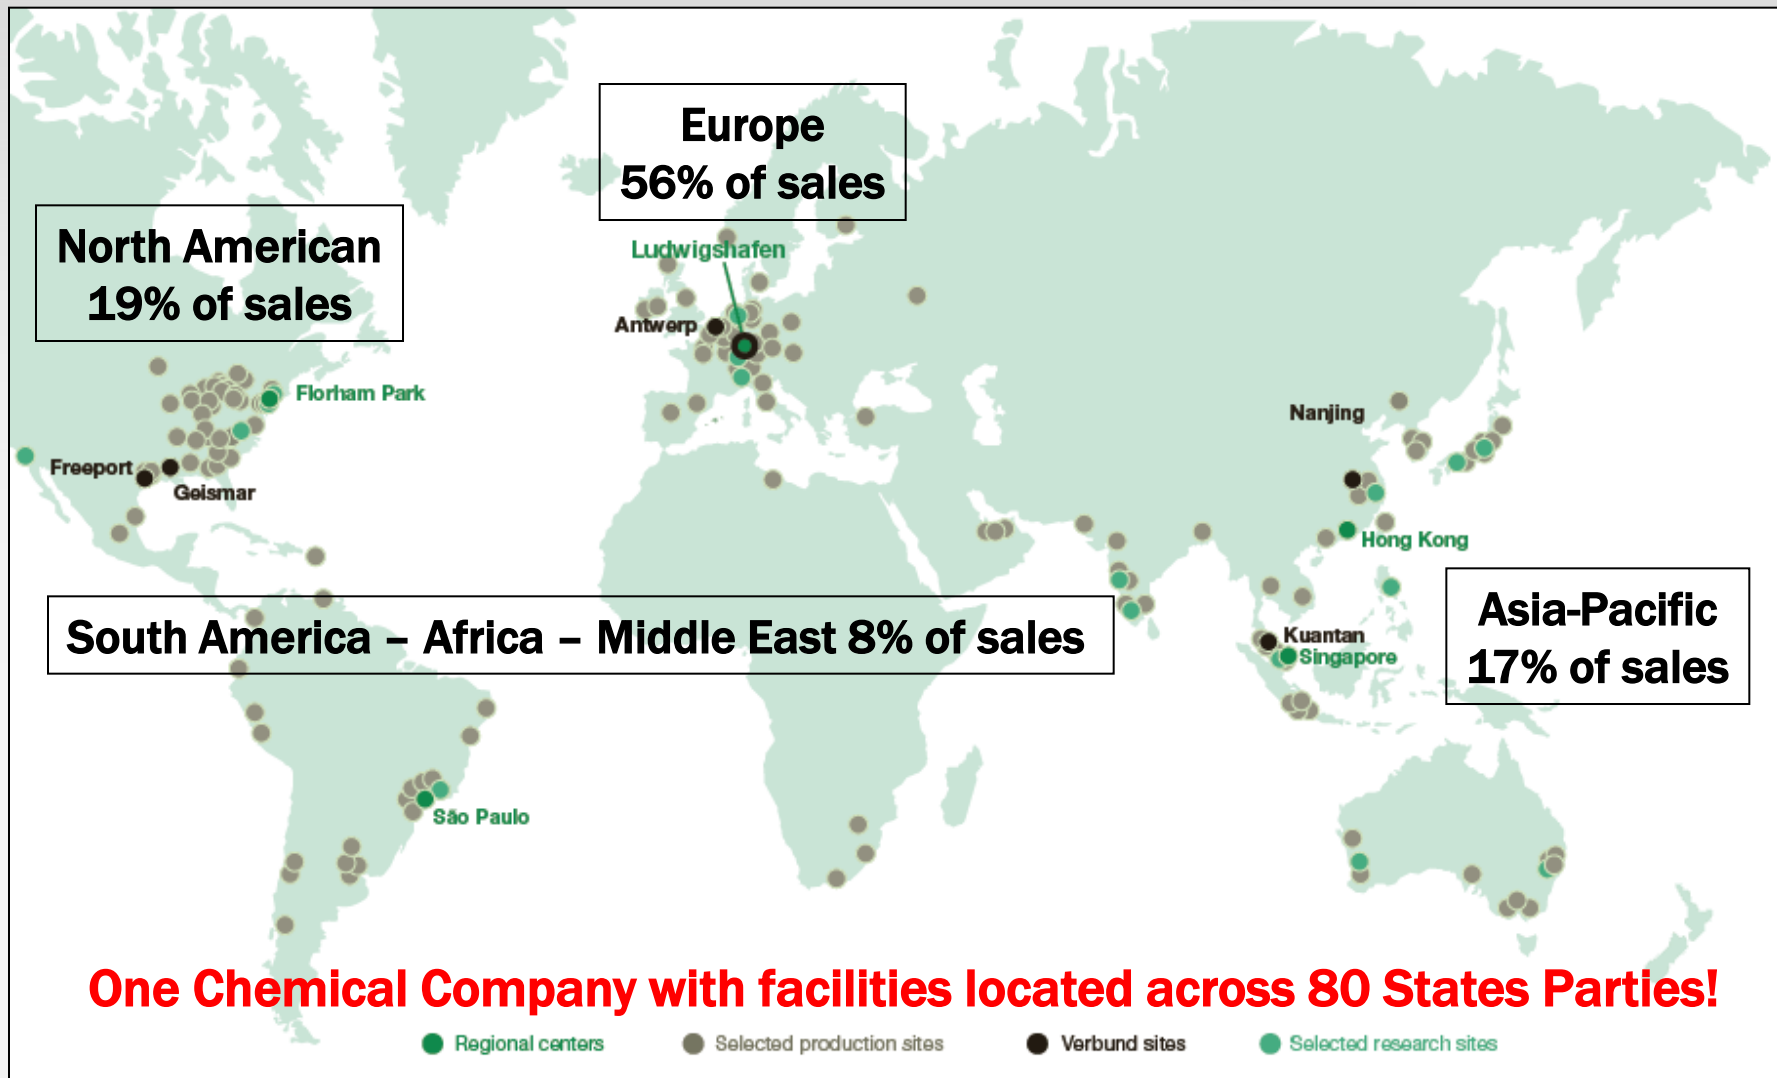 Europe
56% of sales
North American
19% of sales
Ludwigshafen
Antwerp
Florham Park
Nanjing
Freeport
Geismar
Hong Kong
South America – Africa – Middle East 8% of sales
Asia-Pacific
17% of sales
Kuantan
Singapore
São Paulo
One Chemical Company with facilities located across 80 States Parties!
Regional centers
Selected production sites
Verbund sites
Selected research sites